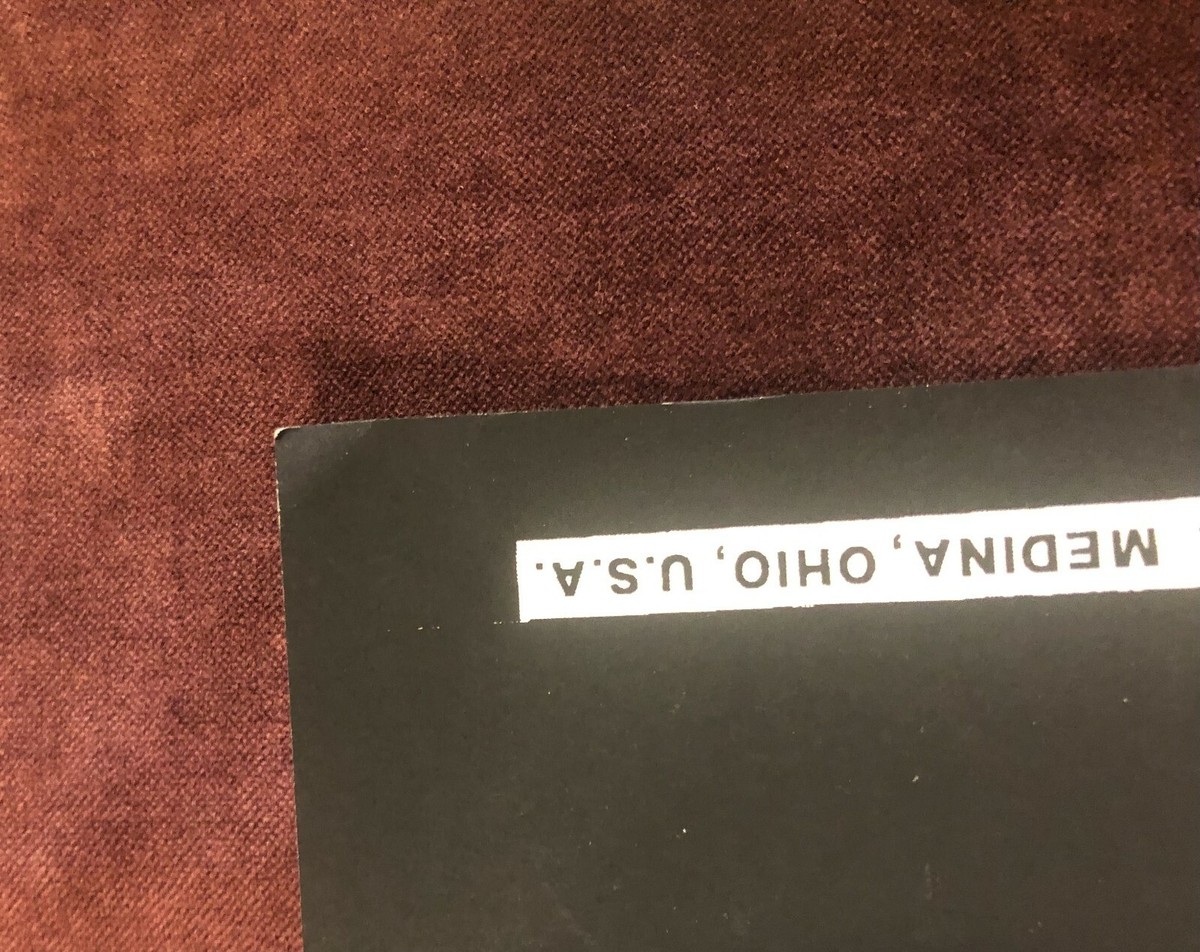 MEDINA, OHIO, U.S.A.